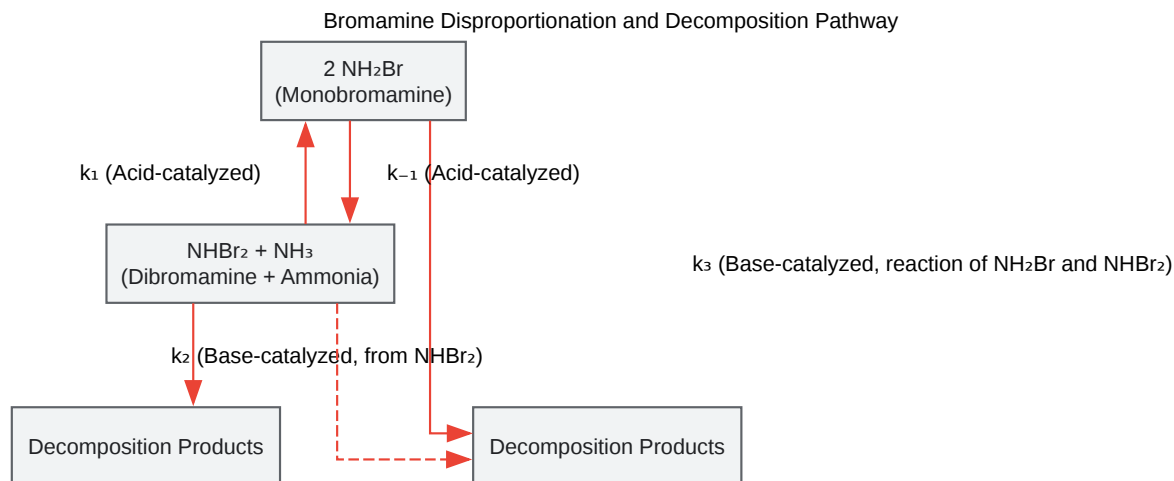 Bromamine Disproportionation and Decomposition Pathway
2 NH₂Br
(Monobromamine)
k₁ (Acid-catalyzed)
k₋₁ (Acid-catalyzed)
NHBr₂ + NH₃
(Dibromamine + Ammonia)
k₃ (Base-catalyzed, reaction of NH₂Br and NHBr₂)
k₂ (Base-catalyzed, from NHBr₂)
Decomposition Products
Decomposition Products